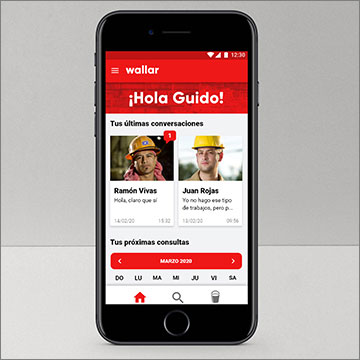 12:30
wallar
¡Hola Guido!
Tus últimas conversaciones
1
Ramón Vivas
Hola, claro que sí
14/02/20 15:32
Juan Rojas
Yo no hago ese tipo
de trabajos, pero p...
14/02/20 09:56
Tus próximas consultas
MARZO 2020
DO LU MA MI JU VI SA